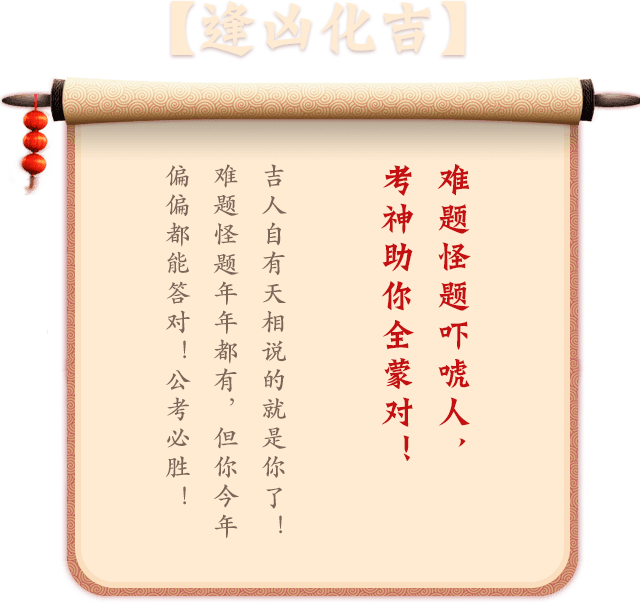 【逢凶化吉】
难题怪题吓唬人，
考神助你全蒙对！
吉人自有天相说的就是你了！
难题怪题年年都有，但你今年
偏偏都能答对！公考必胜！